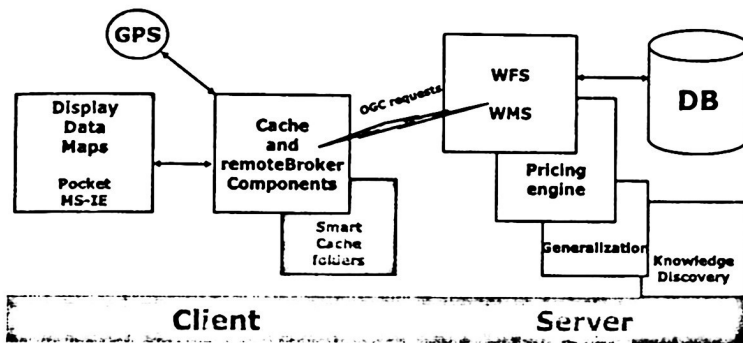 GPS
Display
Data
Maps
Pocket
MS-IE
Cache
and
remoteBroker
Components
Smart
Cache
folders
OGC requests
WFS
WMS
DB
Pricing
engine
Generalization
Knowledge
Discovery
Client
Server